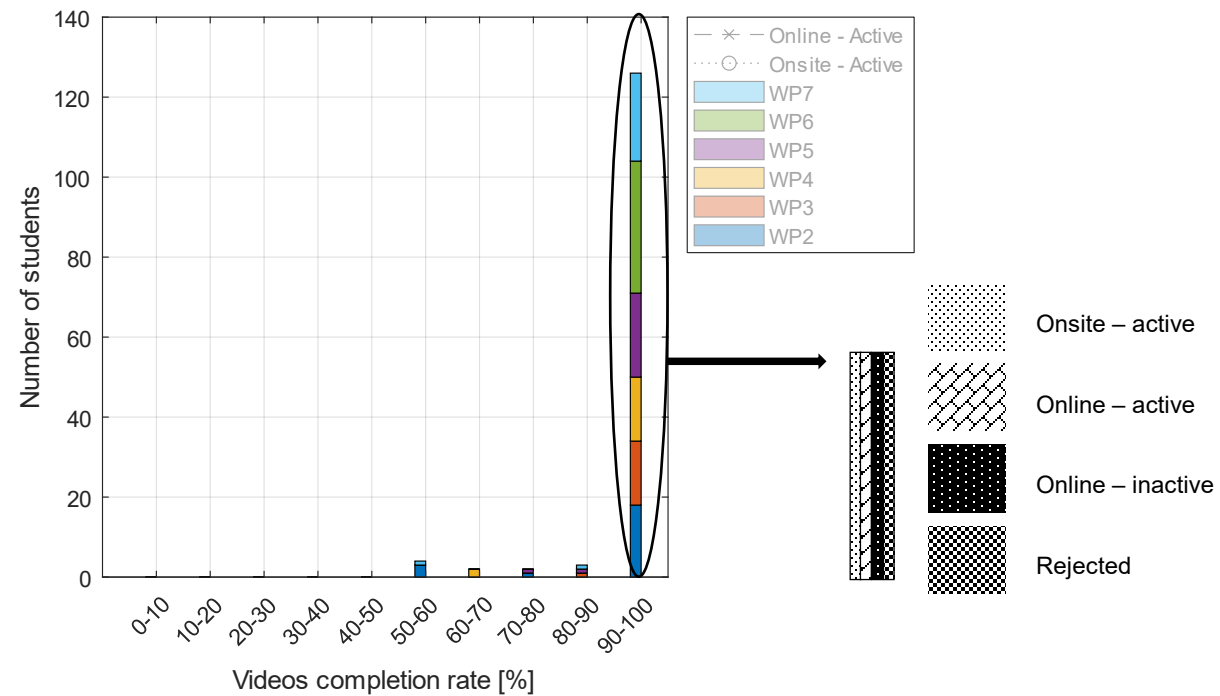 140
120
100
80
60
40
20
0
Number of students
0-10
10-20
20-30
30-40
40-50
50-60
60-70
70-80
80-90
90-100
Videos completion rate [%]
Online - Active
Onsite - Active
WP7
WP6
WP5
WP4
WP3
WP2
Onsite – active
Online – active
Online – inactive
Rejected